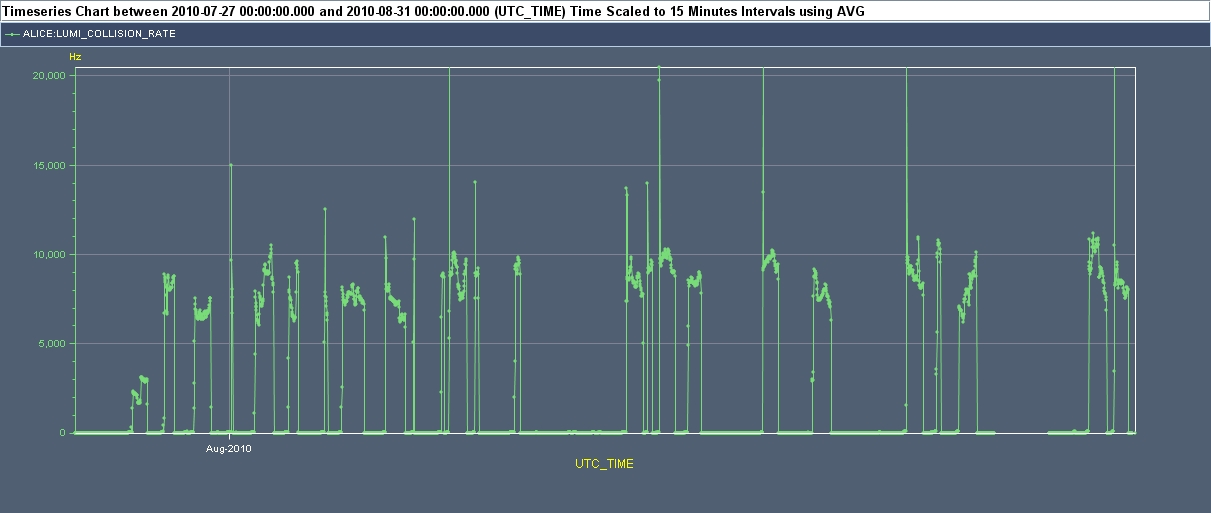 Timeseries Chart between 2010-07-27 00:00:00.000 and 2010-08-31 00:00:00.000 (UTC_TIME) Time Scaled to 15 Minutes Intervals using AVG
ALICE:LUMI_COLLISION_RATE
Hz
20,000
15,000
10,000
5,000
0
Aug-2010
UTC_TIME